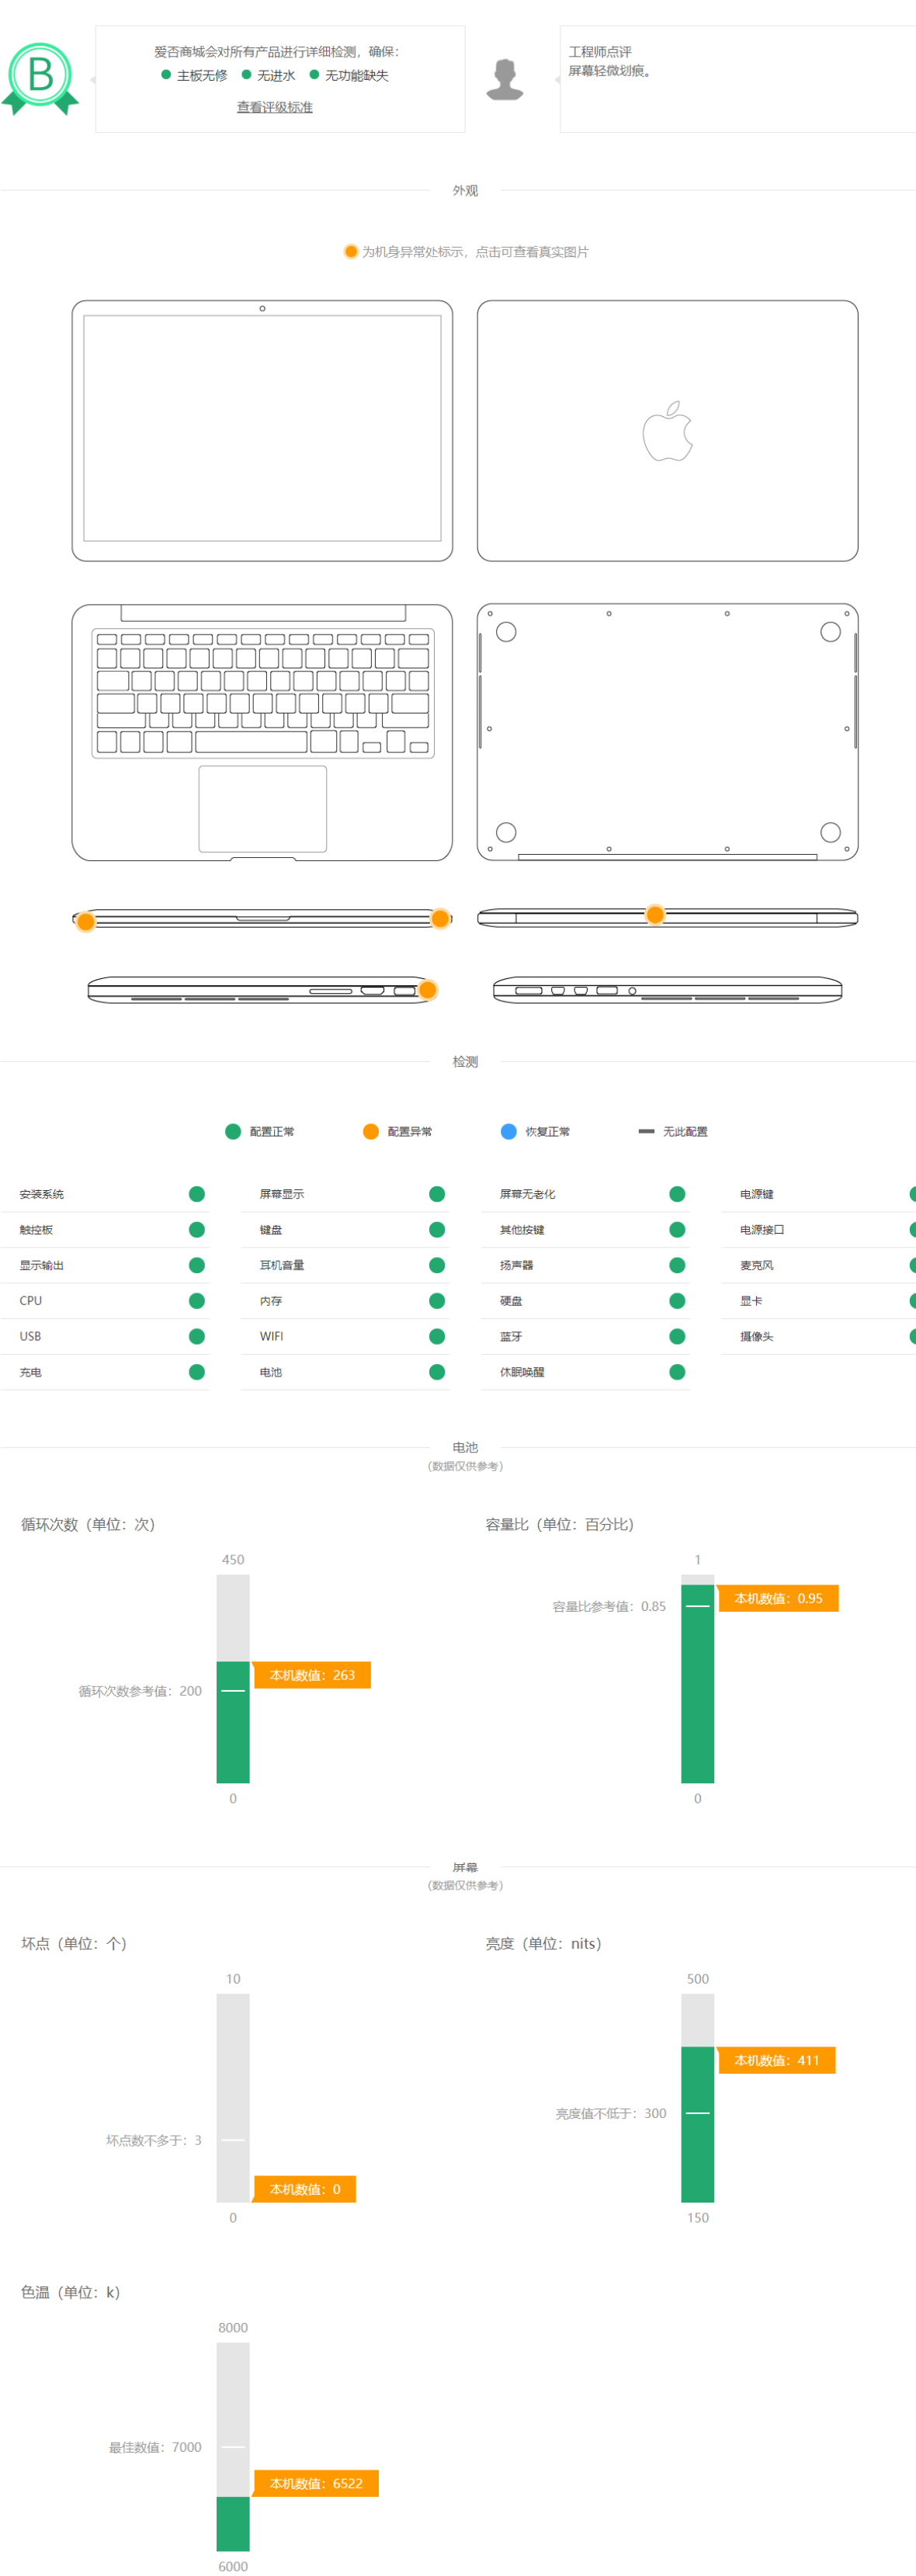 B
爱否商城会对所有产品进行详细检测，确保：
主板无修 无进水 无功能缺失
查看评级标准
工程师点评
屏幕轻微划痕。
外观
为机身异常处标示，点击可查看真实图片
检测
配置正常 配置异常 恢复正常 无此配置
安装系统 屏幕显示 屏幕无老化 电源键
触控板 键盘 其他按键 电源接口
显示输出 耳机音量 扬声器 麦克风
CPU 内存 硬盘 显卡
USB WIFI 蓝牙 摄像头
充电 电池 休眠唤醒
电池
（数据仅供参考）
循环次数（单位：次） 容量比（单位：百分比）
450 1
本机数值：0.95
容量比参考值：0.85
本机数值：263
循环次数参考值：200
0 0
屏幕
（数据仅供参考）
坏点（单位：个） 亮度（单位：nits）
10 500
本机数值：411
亮度值不低于：300
坏点数不多于：3
本机数值：0
0 150
色温（单位：k）
8000
最佳数值：7000
本机数值：6522
6000